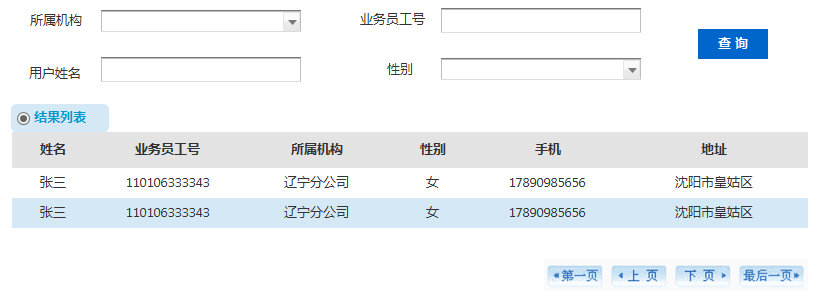 所属机构 业务员工号
查 询
用户姓名 性别
结果列表
姓名 业务员工号 所属机构 性别 手机 地址
张三 110106333343 辽宁分公司 女 17890985656 沈阳市皇姑区
张三 110106333343 辽宁分公司 女 17890985656 沈阳市皇姑区
第一页 上 页 下 页 最后一页